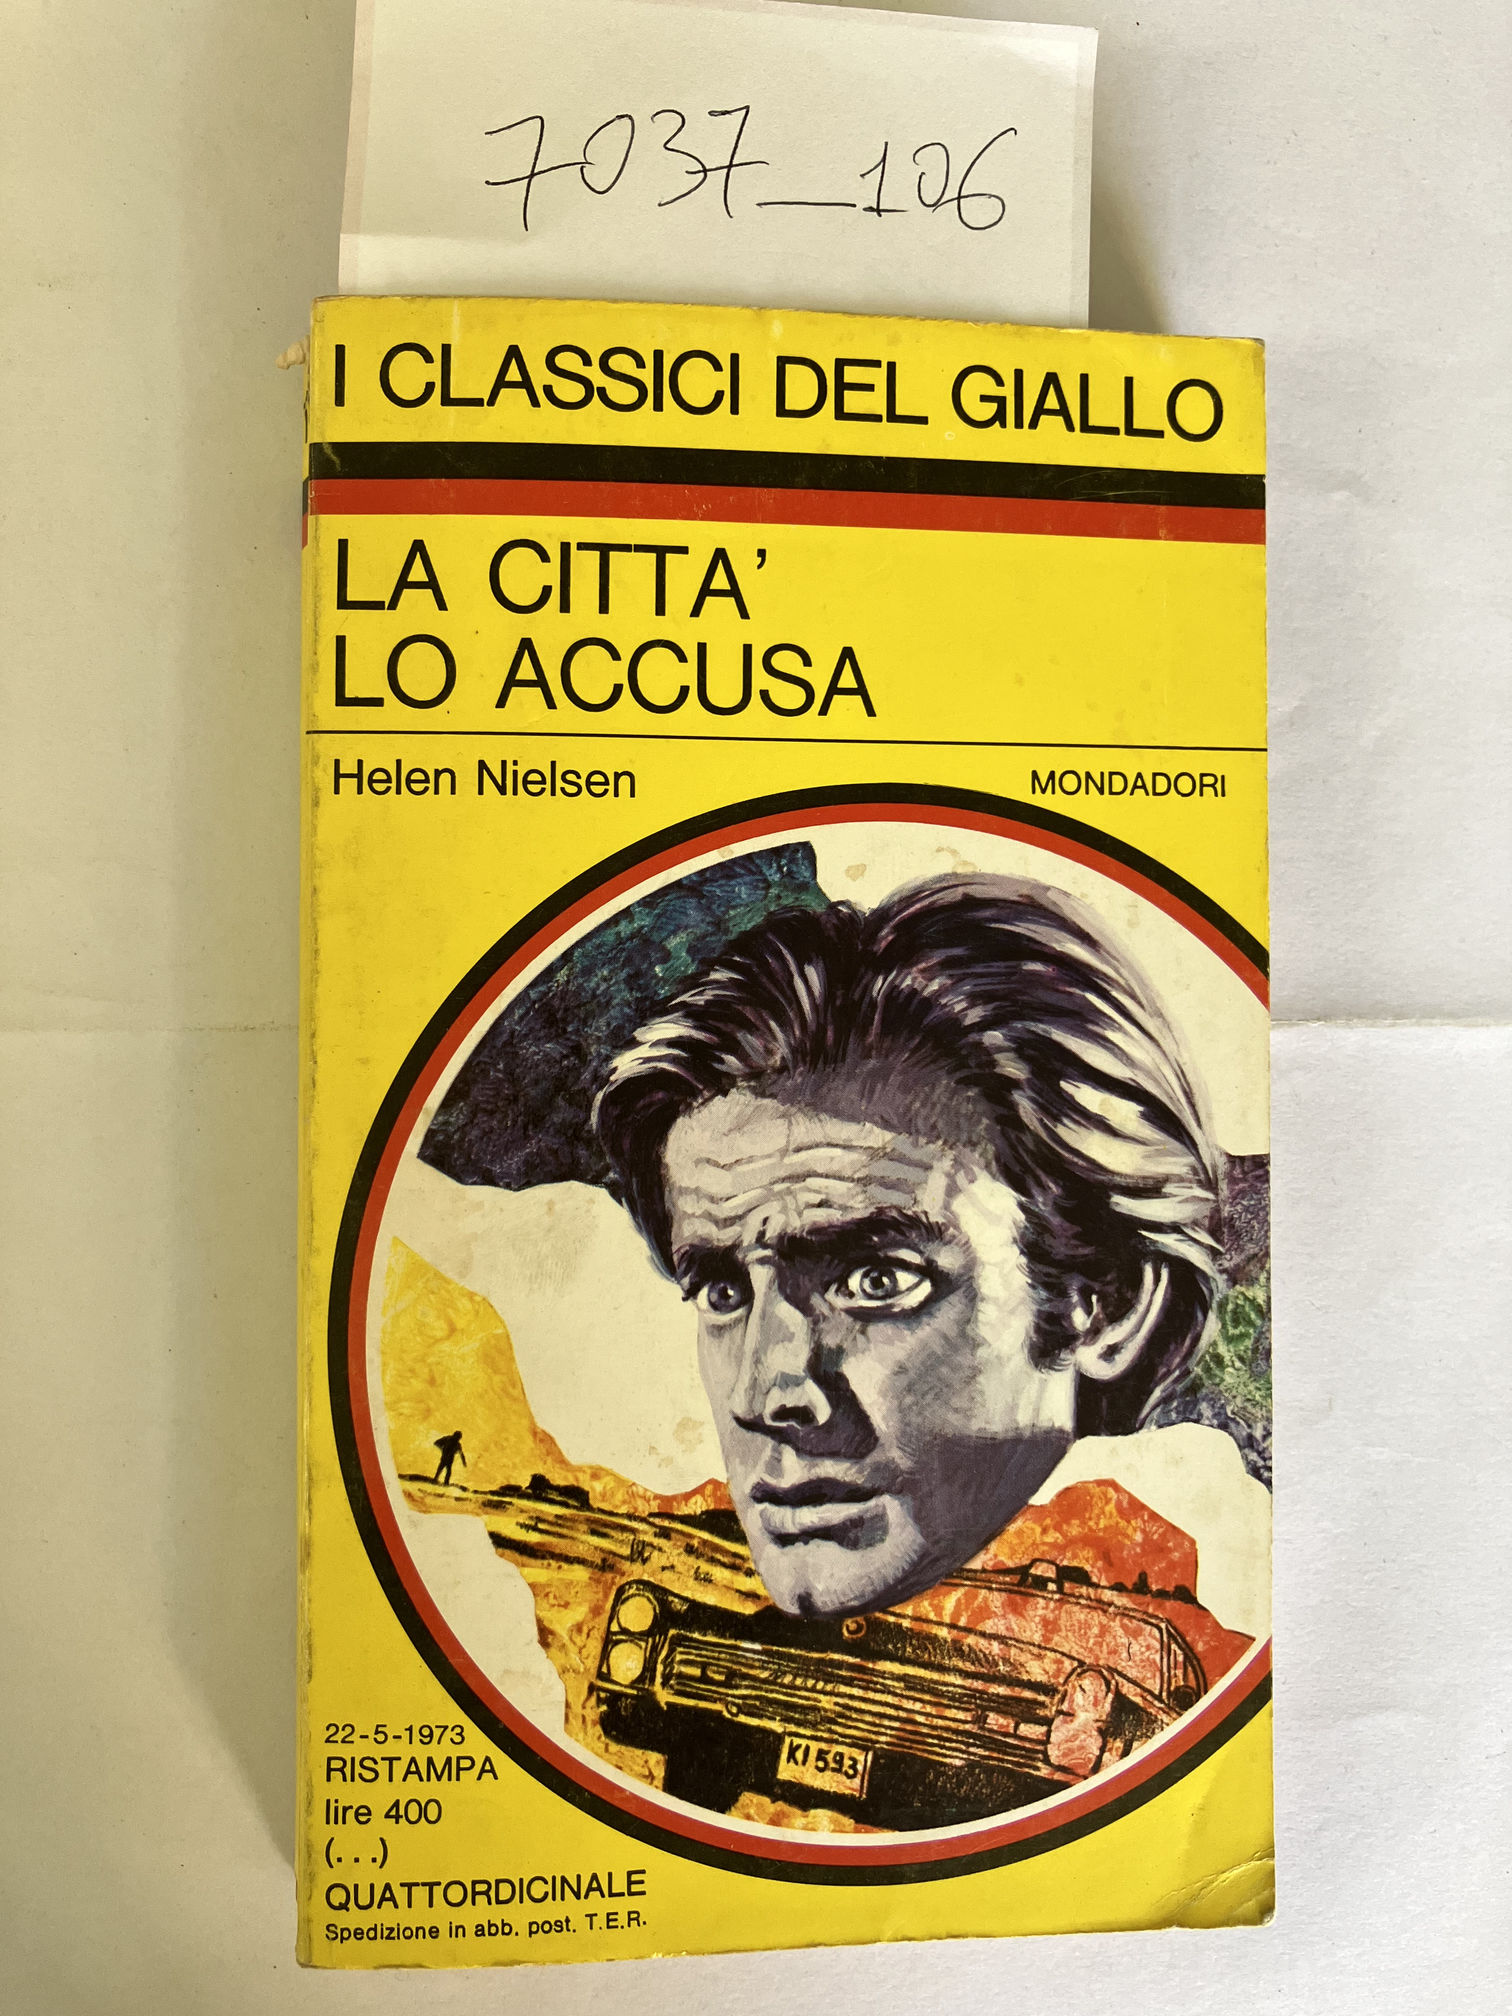 7037_106
I CLASSICI DEL GIALLO
LA CITTA'
LO ACCUSA
Helen Nielsen
MONDADORI
KI 593
22-5-1973
RISTAMPA
lire 400
(...)
QUATTORDICINALE
Spedizione in abb. post. T.E.R.